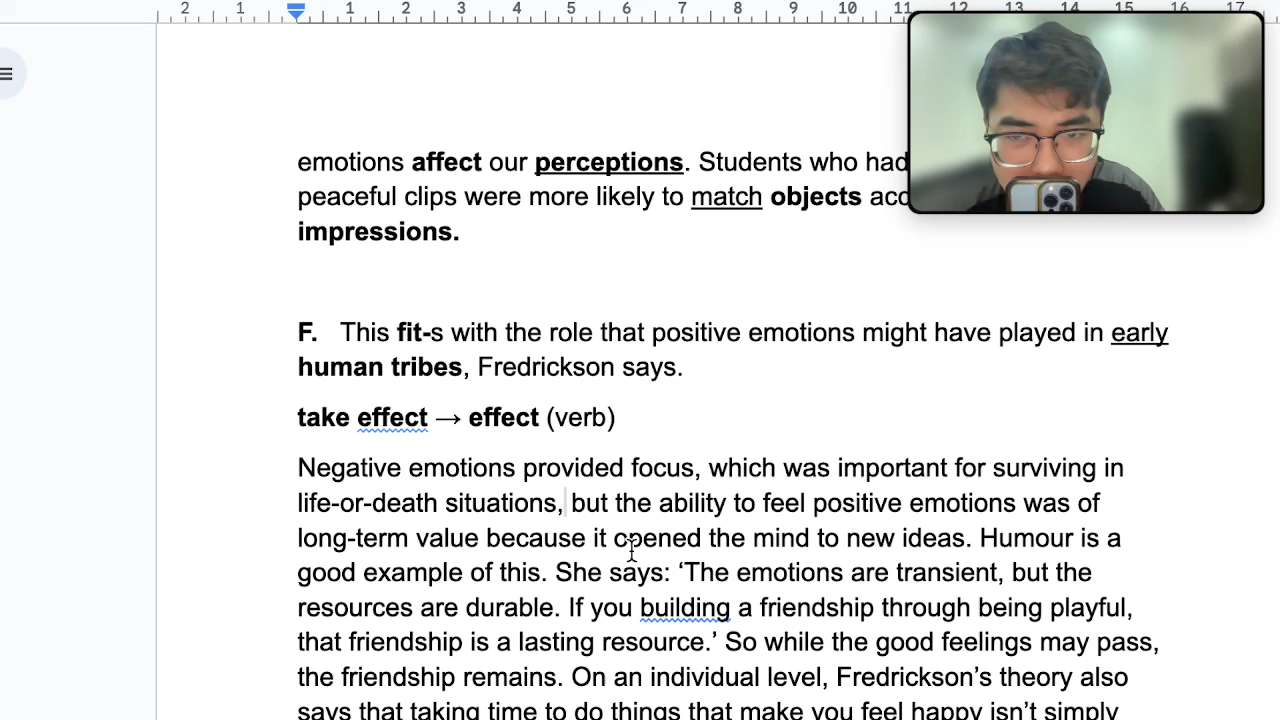 2 1 1 2 3 4 5 6 7 8 9 10 11 12 13 14 15 16 17
emotions affect our perceptions. Students who had
peaceful clips were more likely to match objects acc
impressions.
F. This fit-s with the role that positive emotions might have played in early
human tribes, Fredrickson says.
take effect → effect (verb)
Negative emotions provided focus, which was important for surviving in
life-or-death situations, but the ability to feel positive emotions was of
long-term value because it opened the mind to new ideas. Humour is a
good example of this. She says: ‘The emotions are transient, but the
resources are durable. If you building a friendship through being playful,
that friendship is a lasting resource.’ So while the good feelings may pass,
the friendship remains. On an individual level, Fredrickson’s theory also
says that taking time to do things that make you feel happy isn’t simply